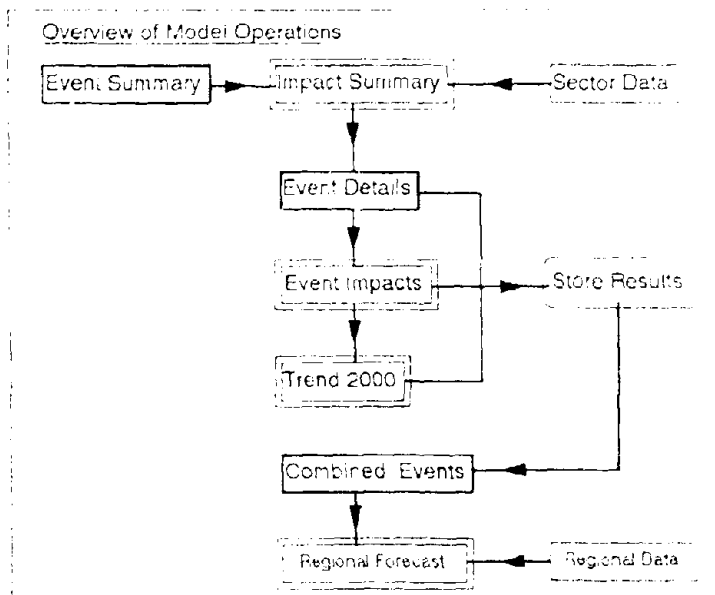 Overview of Model Operations
Event Summary
Impact Summary
Sector Data
Event Details
Event Impacts
Store Results
Trend 2000
Combined Events
Regional Forecast
Regional Data